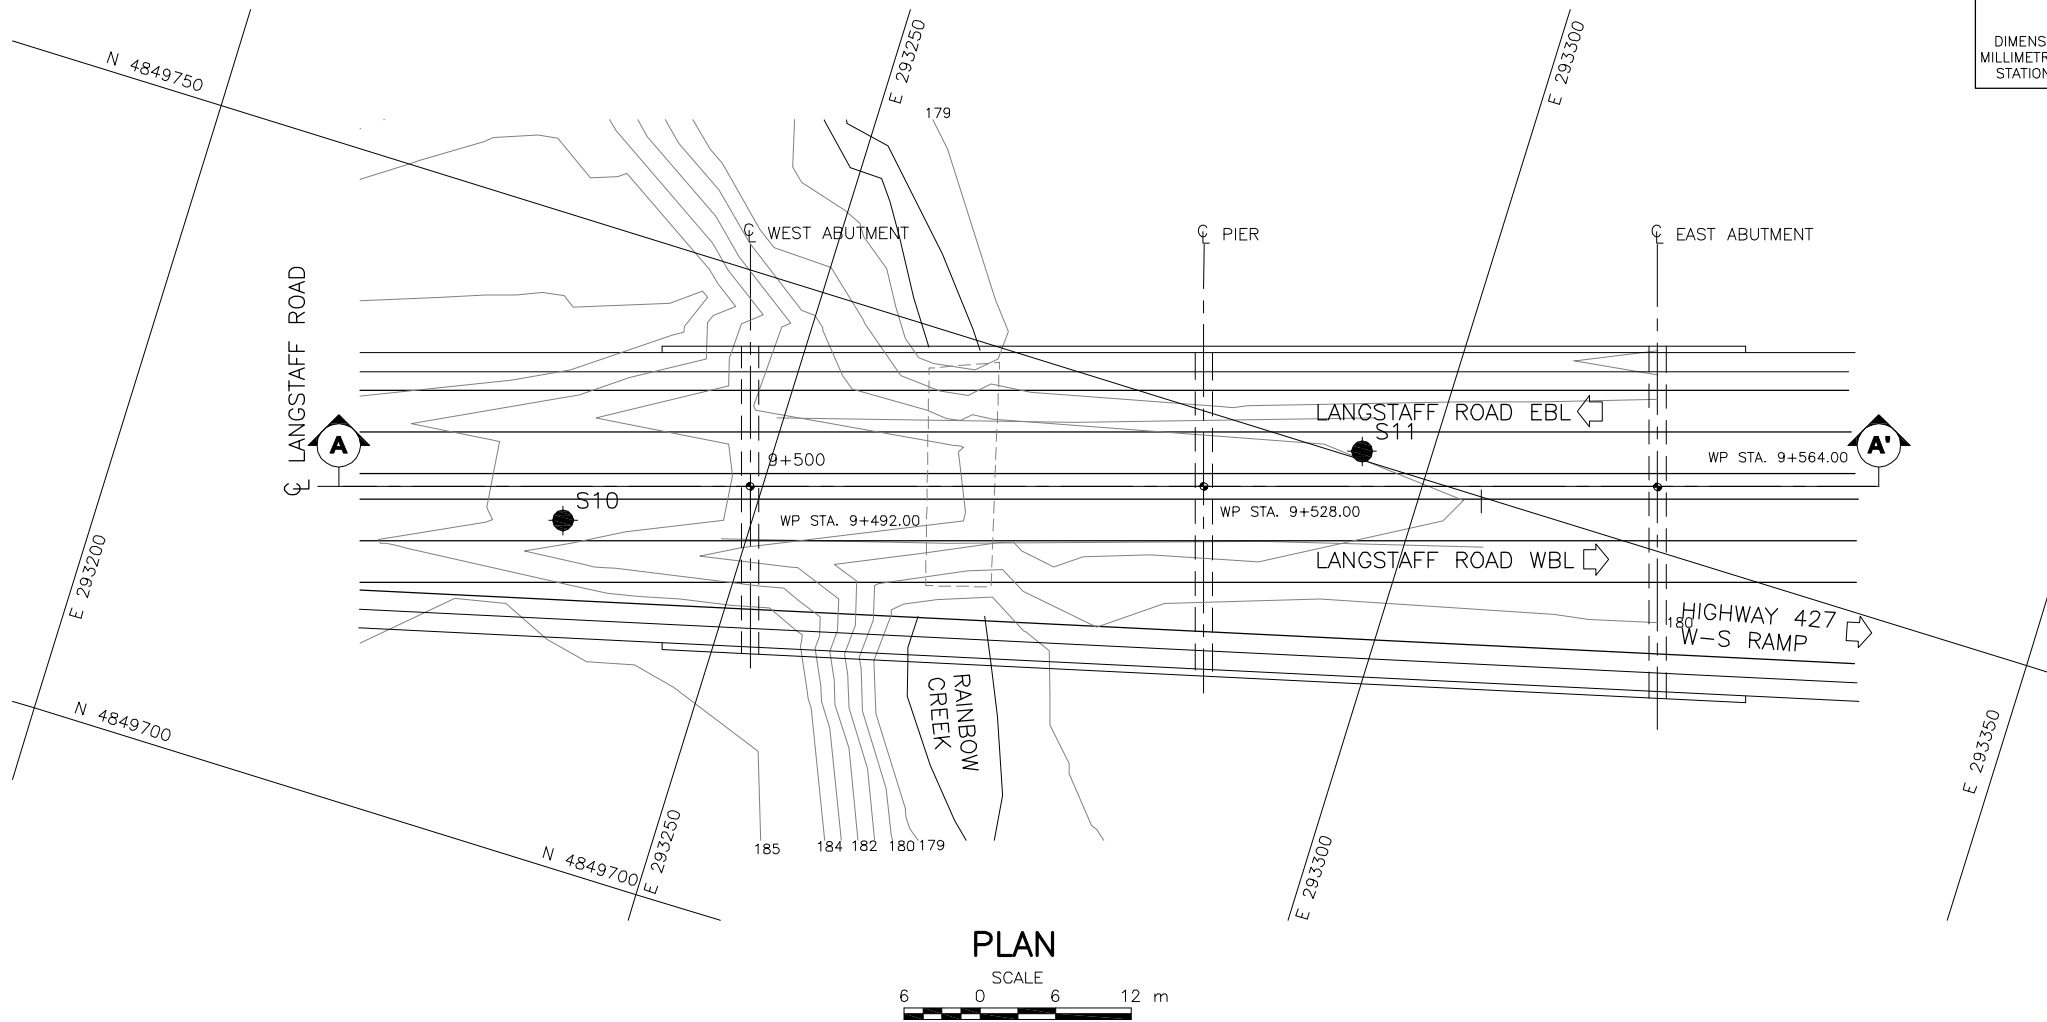 DIMENS
MILLIMETR
STATION
N 4849750
E 293250
E 293300
179
℄ WEST ABUTMENT
℄ PIER
℄ EAST ABUTMENT
℄ LANGSTAFF ROAD
LANGSTAFF ROAD EBL
S11
A
A'
9+500
WP STA. 9+564.00
S10
WP STA. 9+492.00
WP STA. 9+528.00
LANGSTAFF ROAD WBL
E 293200
HIGHWAY 427
180
W-S RAMP
RAINBOW
CREEK
N 4849700
E 293350
185
184
182
180
179
N 4849700
E 293250
E 293300
PLAN
SCALE
6 0 6 12 m